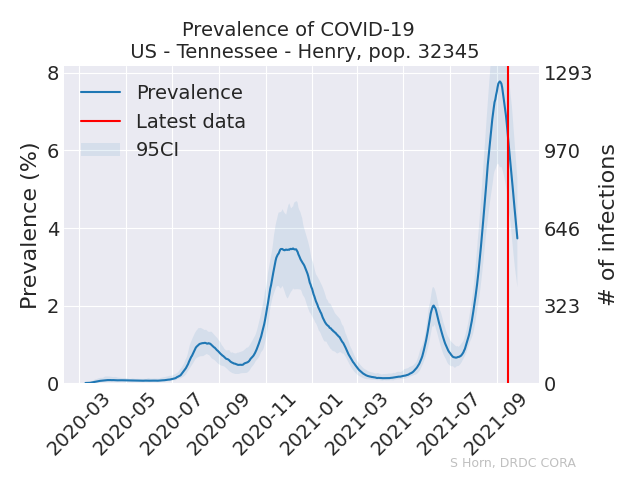 Prevalence of COVID-19
US - Tennessee - Henry, pop. 32345
Prevalence
Latest data
95CI
Prevalence (%)
8
6
4
2
0
1293
970
646
323
0
# of infections
2020-03
2020-05
2020-07
2020-09
2020-11
2021-01
2021-03
2021-05
2021-07
2021-09
S Horn, DRDC CORA